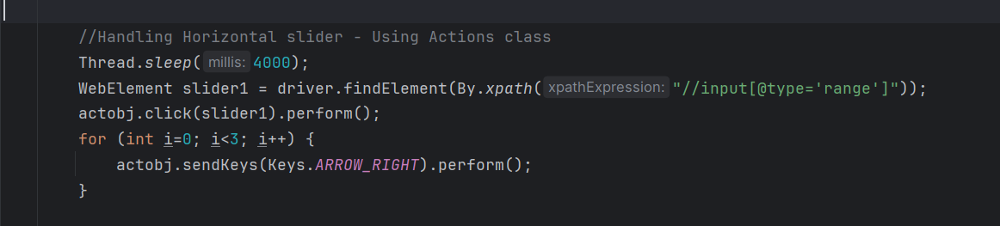 //Handling Horizontal slider - Using Actions class
Thread.sleep( millis: 4000);
WebElement slider1 = driver.findElement(By.xpath( xpathExpression: "//input[@type='range']"));
actobj.click(slider1).perform();
for (int i=0; i<3; i++) {
    actobj.sendKeys(Keys.ARROW_RIGHT).perform();
}